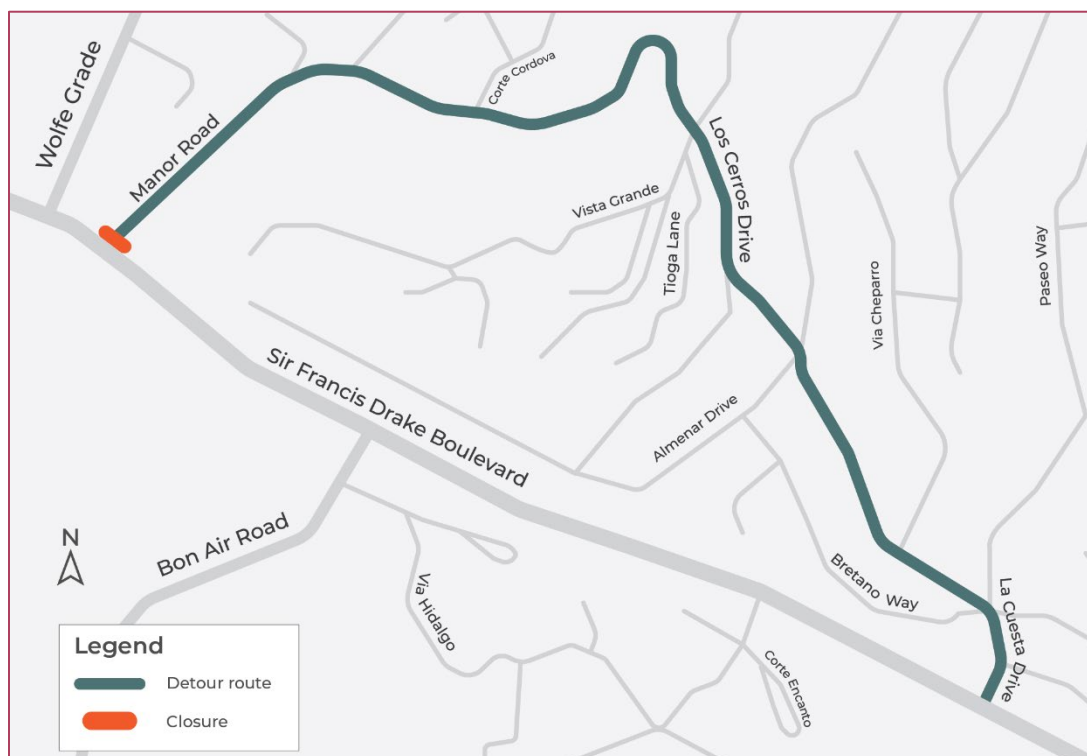 Wolfe Grade
Manor Road
Corte Cordova
Los Cerros Drive
Vista Grande
Tioga Lane
Via Cheparro
Paseo Way
Sir Francis Drake Boulevard
Almenar Drive
Bon Air Road
Via Hidalgo
Bretano Way
La Cuesta Drive
Corte Encanto
N
Legend
Detour route
Closure